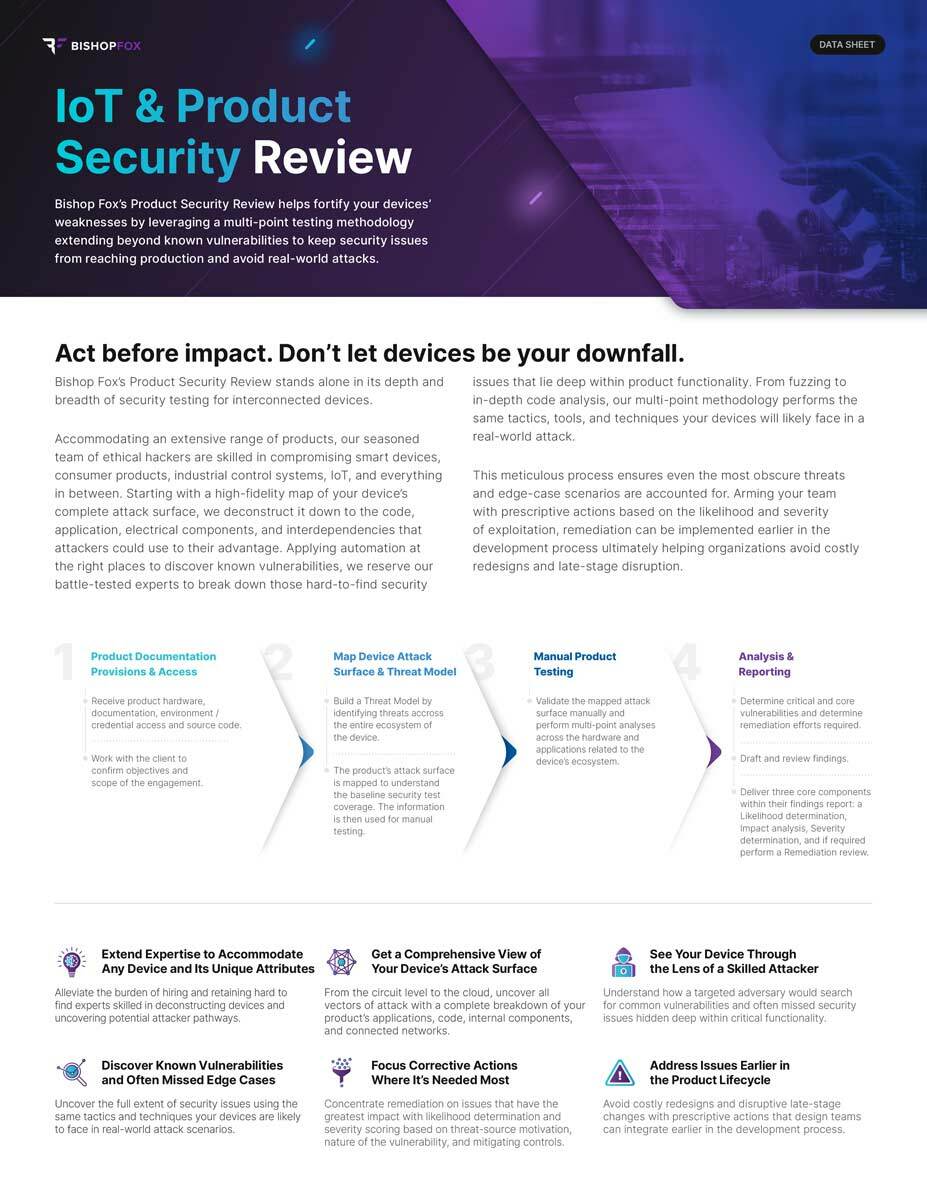 BISHOPFOX
DATA SHEET
IoT & Product
Security Review
Bishop Fox’s Product Security Review helps fortify your devices’
weaknesses by leveraging a multi-point testing methodology
extending beyond known vulnerabilities to keep security issues
from reaching production and avoid real-world attacks.
Act before impact. Don’t let devices be your downfall.
Bishop Fox’s Product Security Review stands alone in its depth and
breadth of security testing for interconnected devices.
Accommodating an extensive range of products, our seasoned
team of ethical hackers are skilled in compromising smart devices,
consumer products, industrial control systems, IoT, and everything
in between. Starting with a high-fidelity map of your device’s
complete attack surface, we deconstruct it down to the code,
application, electrical components, and interdependencies that
attackers could use to their advantage. Applying automation at
the right places to discover known vulnerabilities, we reserve our
battle-tested experts to break down those hard-to-find security
issues that lie deep within product functionality. From fuzzing to
in-depth code analysis, our multi-point methodology performs the
same tactics, tools, and techniques your devices will likely face in a
real-world attack.
This meticulous process ensures even the most obscure threats
and edge-case scenarios are accounted for. Arming your team
with prescriptive actions based on the likelihood and severity
of exploitation, remediation can be implemented earlier in the
development process ultimately helping organizations avoid costly
redesigns and late-stage disruption.
1
Product Documentation
Provisions & Access
Receive product hardware,
documentation, environment /
credential access and source code.
Work with the client to
confirm objectives and
scope of the engagement.
2
Map Device Attack
Surface & Threat Model
Build a Threat Model by
identifying threats accross
the entire ecosystem of
the device.
The product’s attack surface
is mapped to understand
the baseline security test
coverage. The information
is then used for manual
testing.
3
Manual Product
Testing
Validate the mapped attack
surface manually and
perform multi-point analyses
across the hardware and
applications related to the
device’s ecosystem.
4
Analysis &
Reporting
Determine critical and core
vulnerabilities and determine
remediation efforts required.
Draft and review findings.
Deliver three core components
within their findings report: a
Likelihood determination,
Impact analysis, Severity
determination, and if required
perform a Remediation review.
Extend Expertise to Accommodate
Any Device and Its Unique Attributes
Alleviate the burden of hiring and retaining hard to
find experts skilled in deconstructing devices and
uncovering potential attacker pathways.
Get a Comprehensive View of
Your Device’s Attack Surface
From the circuit level to the cloud, uncover all
vectors of attack with a complete breakdown of your
product’s applications, code, internal components,
and connected networks.
See Your Device Through
the Lens of a Skilled Attacker
Understand how a targeted adversary would search
for common vulnerabilities and often missed security
issues hidden deep within critical functionality.
Discover Known Vulnerabilities
and Often Missed Edge Cases
Uncover the full extent of security issues using the
same tactics and techniques your devices are likely
to face in real-world attack scenarios.
Focus Corrective Actions
Where It’s Needed Most
Concentrate remediation on issues that have the
greatest impact with likelihood determination and
severity scoring based on threat-source motivation,
nature of the vulnerability, and mitigating controls.
Address Issues Earlier in
the Product Lifecycle
Avoid costly redesigns and disruptive late-stage
changes with prescriptive actions that design teams
can integrate earlier in the development process.